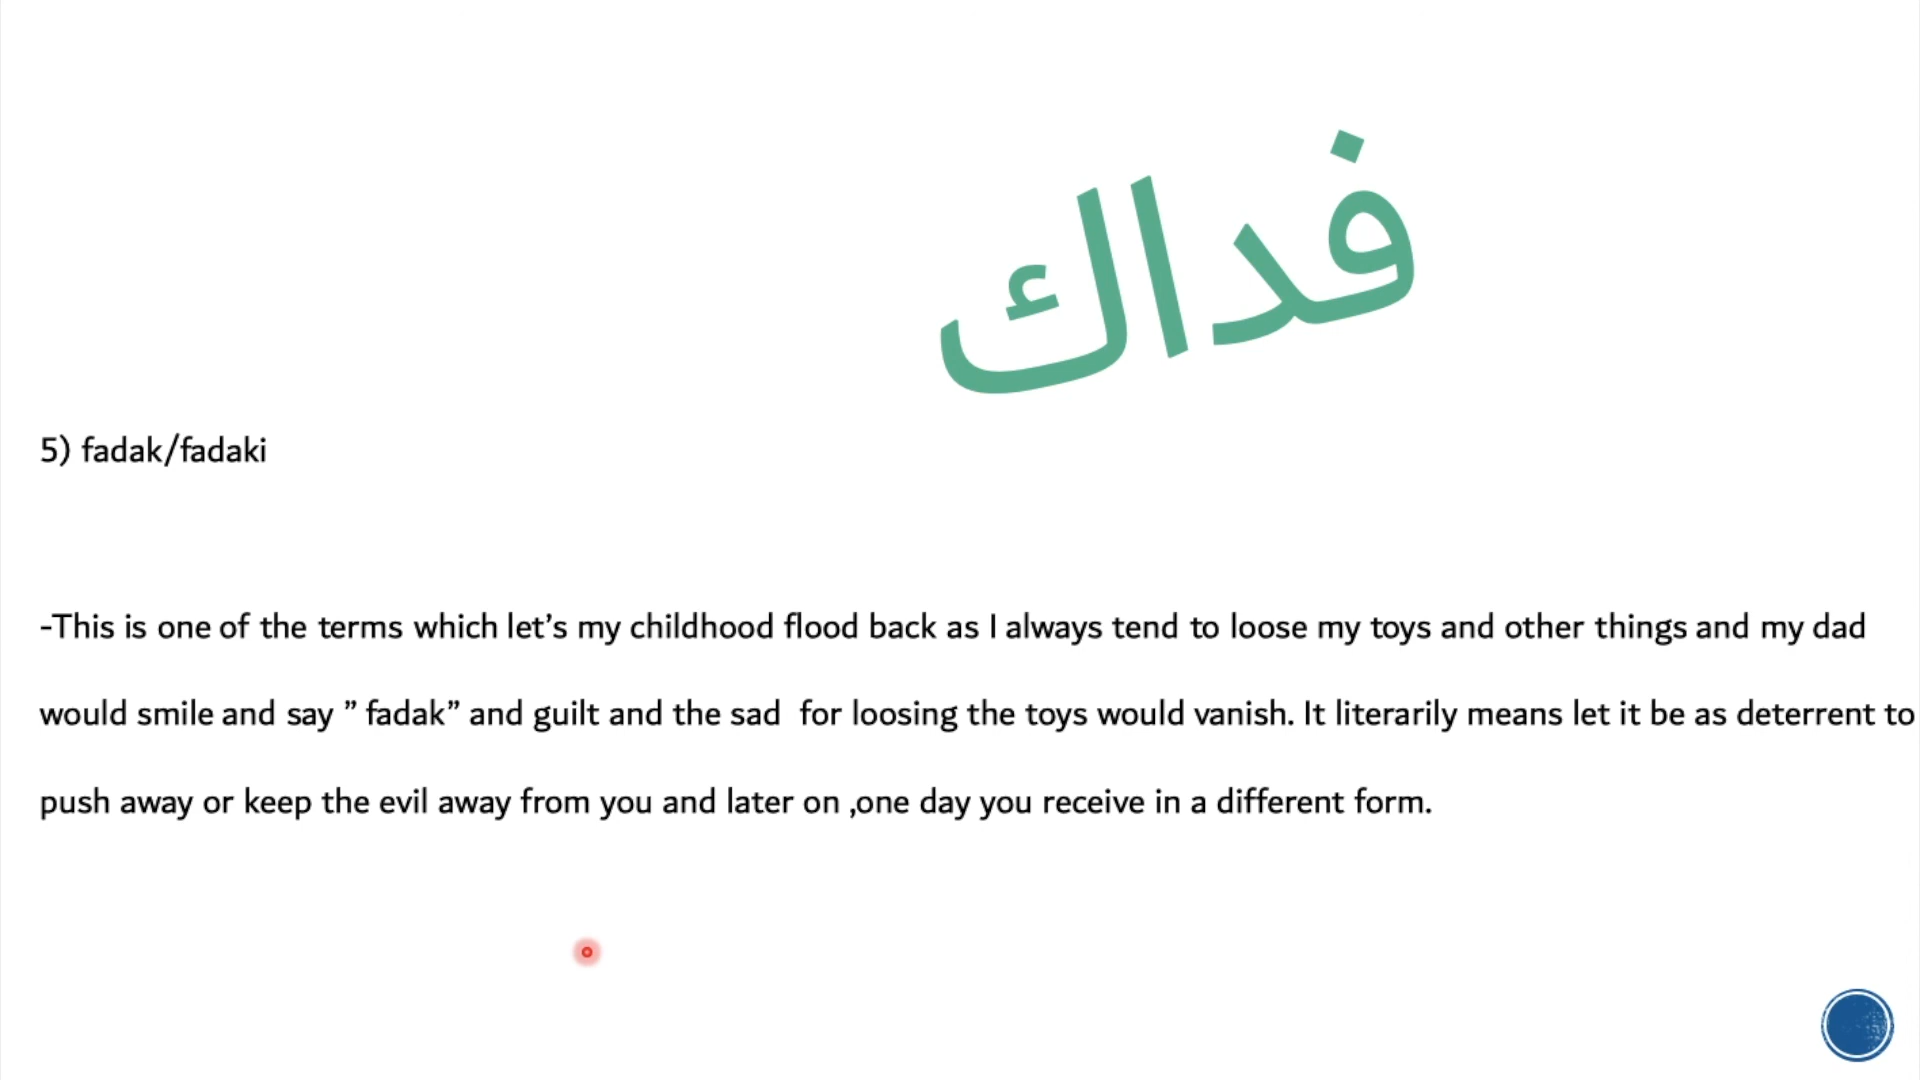 فداك
5) fadak/fadaki
-This is one of the terms which let’s my childhood flood back as I always tend to loose my toys and other things and my dad
would smile and say ” fadak” and guilt and the sad  for loosing the toys would vanish. It literarily means let it be as deterrent to
push away or keep the evil away from you and later on ,one day you receive in a different form.